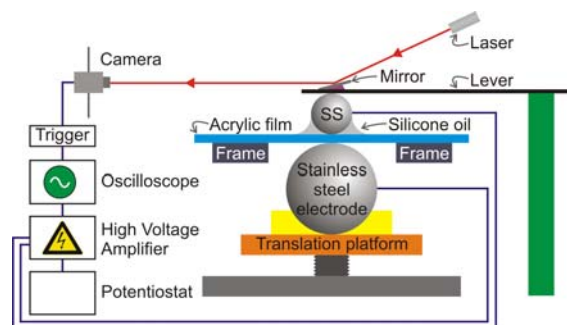 Camera
Laser
Mirror
Lever
SS
Trigger
Acrylic film
Silicone oil
Frame
Frame
Stainless
steel
electrode
Oscilloscope
High Voltage
Amplifier
Translation platform
Potentiostat